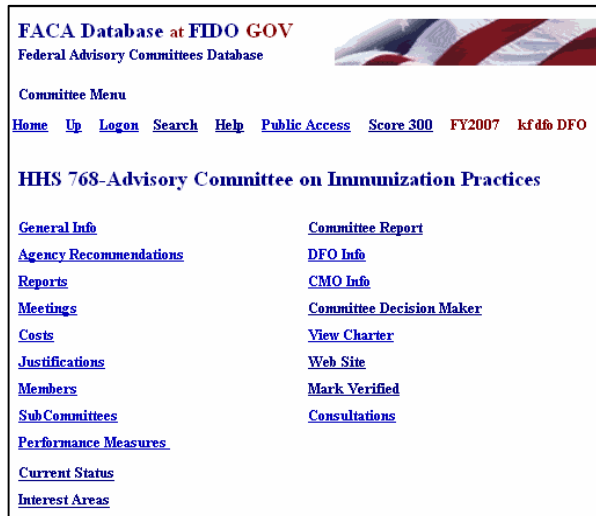 FACA Database at FIDO GOV
Federal Advisory Committees Database
Committee Menu
Home Up Logon Search Help Public Access Score 300 FY2007 kf dfo DFO
HHS 768-Advisory Committee on Immunization Practices
General Info
Agency Recommendations
Reports
Meetings
Costs
Justifications
Members
SubCommittees
Performance Measures
Current Status
Interest Areas
Committee Report
DFO Info
CMO Info
Committee Decision Maker
View Charter
Web Site
Mark Verified
Consultations